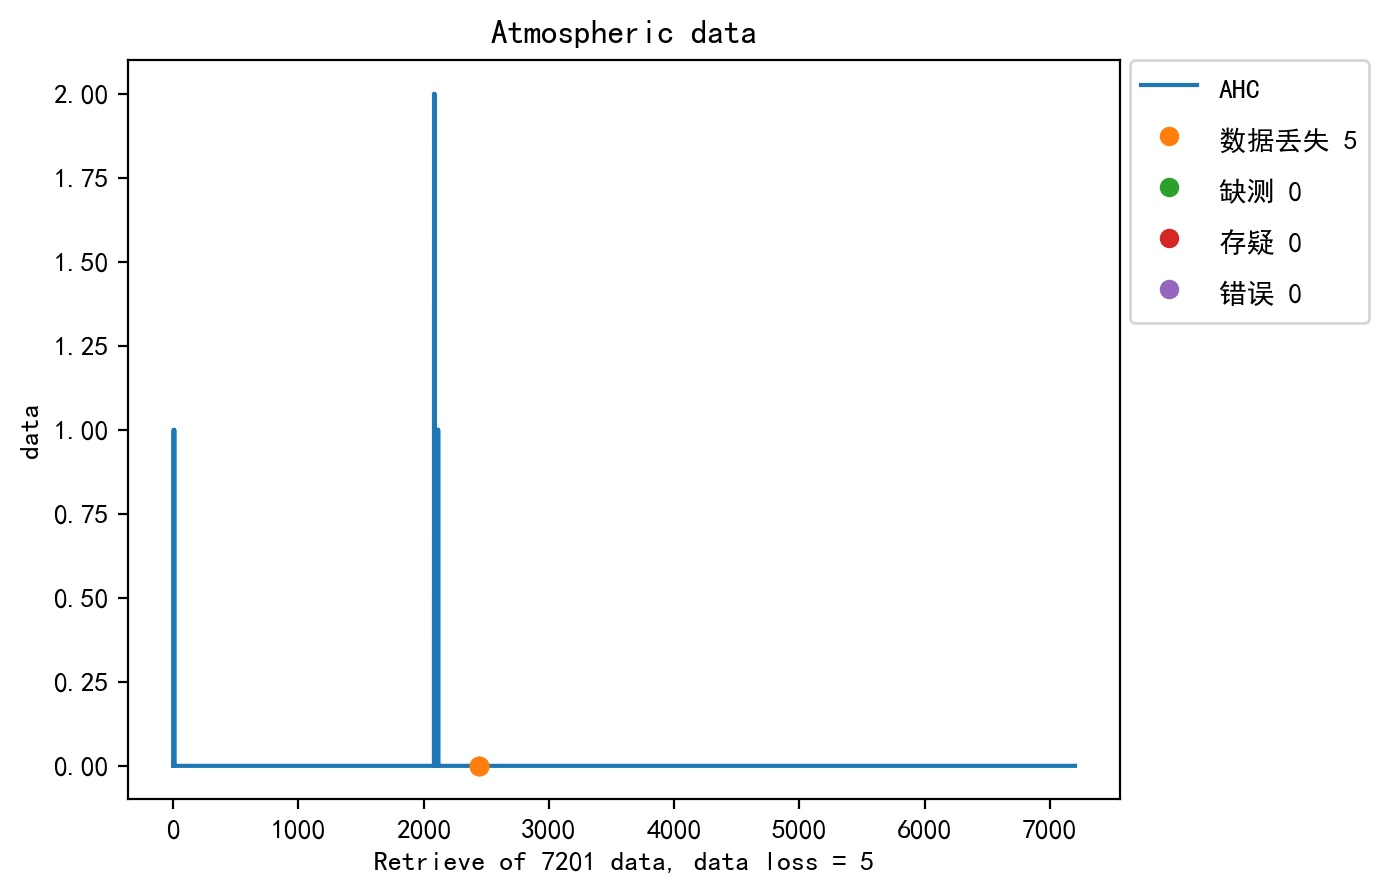 Atmospheric data
2.00
1.75
1.50
1.25
1.00
0.75
0.50
0.25
0.00
data
0 1000 2000 3000 4000 5000 6000 7000
Retrieve of 7201 data, data loss = 5
AHC
数据丢失 5
缺测 0
存疑 0
错误 0